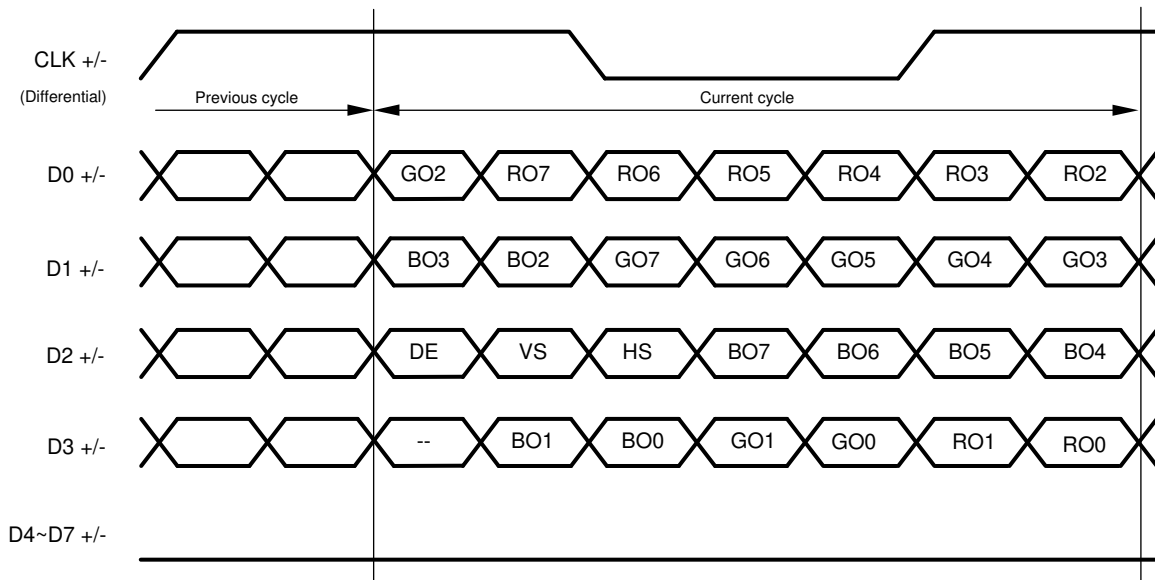 CLK +/-
(Differential)
Previous cycle
Current cycle
D0 +/- GO2 RO7 RO6 RO5 RO4 RO3 RO2
D1 +/- BO3 BO2 GO7 GO6 GO5 GO4 GO3
D2 +/- DE VS HS BO7 BO6 BO5 BO4
D3 +/- -- BO1 BO0 GO1 GO0 RO1 RO0
D4~D7 +/-